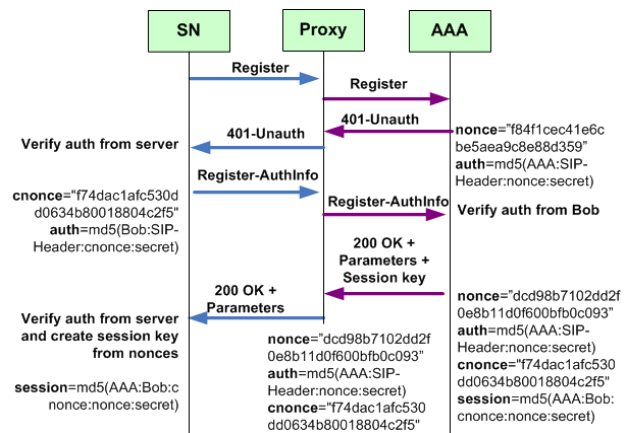 SN
Proxy
AAA
Register
Register
401-Unauth
401-Unauth
Verify auth from server
nonce="f84f1cec41e6c
be5aea9c8e88d359"
auth=md5(AAA:SIP-
Header:nonce:secret)
Register-AuthInfo
cnonce="f74dac1afc530d
d0634b80018804c2f5"
auth=md5(Bob:SIP-
Header:cnonce:secret)
Register-AuthInfo
Verify auth from Bob
200 OK +
Parameters +
Session key
200 OK +
Parameters
Verify auth from server
and create session key
from nonces
session=md5(AAA:Bob:c
nonce:nonce:secret)
nonce="dcd98b7102dd2f
0e8b11d0f600bfb0c093"
auth=md5(AAA:SIP-
Header:nonce:secret)
cnonce="f74dac1afc530
dd0634b80018804c2f5"
nonce="dcd98b7102dd2f
0e8b11d0f600bfb0c093"
auth=md5(AAA:SIP-
Header:nonce:secret)
cnonce="f74dac1afc530
dd0634b80018804c2f5"
session=md5(AAA:Bob:
cnonce:nonce:secret)